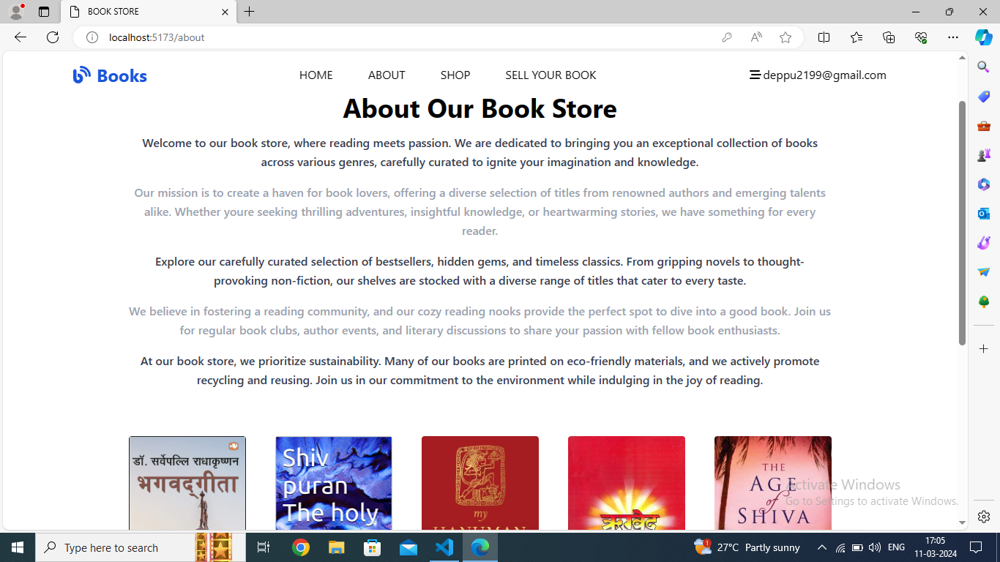 BOOK STORE
localhost:5173/about
Books
HOME ABOUT SHOP SELL YOUR BOOK
deppu2199@gmail.com
About Our Book Store
Welcome to our book store, where reading meets passion. We are dedicated to bringing you an exceptional collection of books
across various genres, carefully curated to ignite your imagination and knowledge.
Our mission is to create a haven for book lovers, offering a diverse selection of titles from renowned authors and emerging talents
alike. Whether youre seeking thrilling adventures, insightful knowledge, or heartwarming stories, we have something for every
reader.
Explore our carefully curated selection of bestsellers, hidden gems, and timeless classics. From gripping novels to thought-
provoking non-fiction, our shelves are stocked with a diverse range of titles that cater to every taste.
We believe in fostering a reading community, and our cozy reading nooks provide the perfect spot to dive into a good book. Join us
for regular book clubs, author events, and literary discussions to share your passion with fellow book enthusiasts.
At our book store, we prioritize sustainability. Many of our books are printed on eco-friendly materials, and we actively promote
recycling and reusing. Join us in our commitment to the environment while indulging in the joy of reading.
डॉ. सर्वेपल्लि राधाकृष्णन
भगवद्गीता
Shiv
puran
The holy
my
HANUMAN
ऋग्वेद
THE
AGE
of
SHIVA
Activate Windows
Go to Settings to activate Windows.
Type here to search
1
27°C Partly sunny
ENG
17:05
11-03-2024